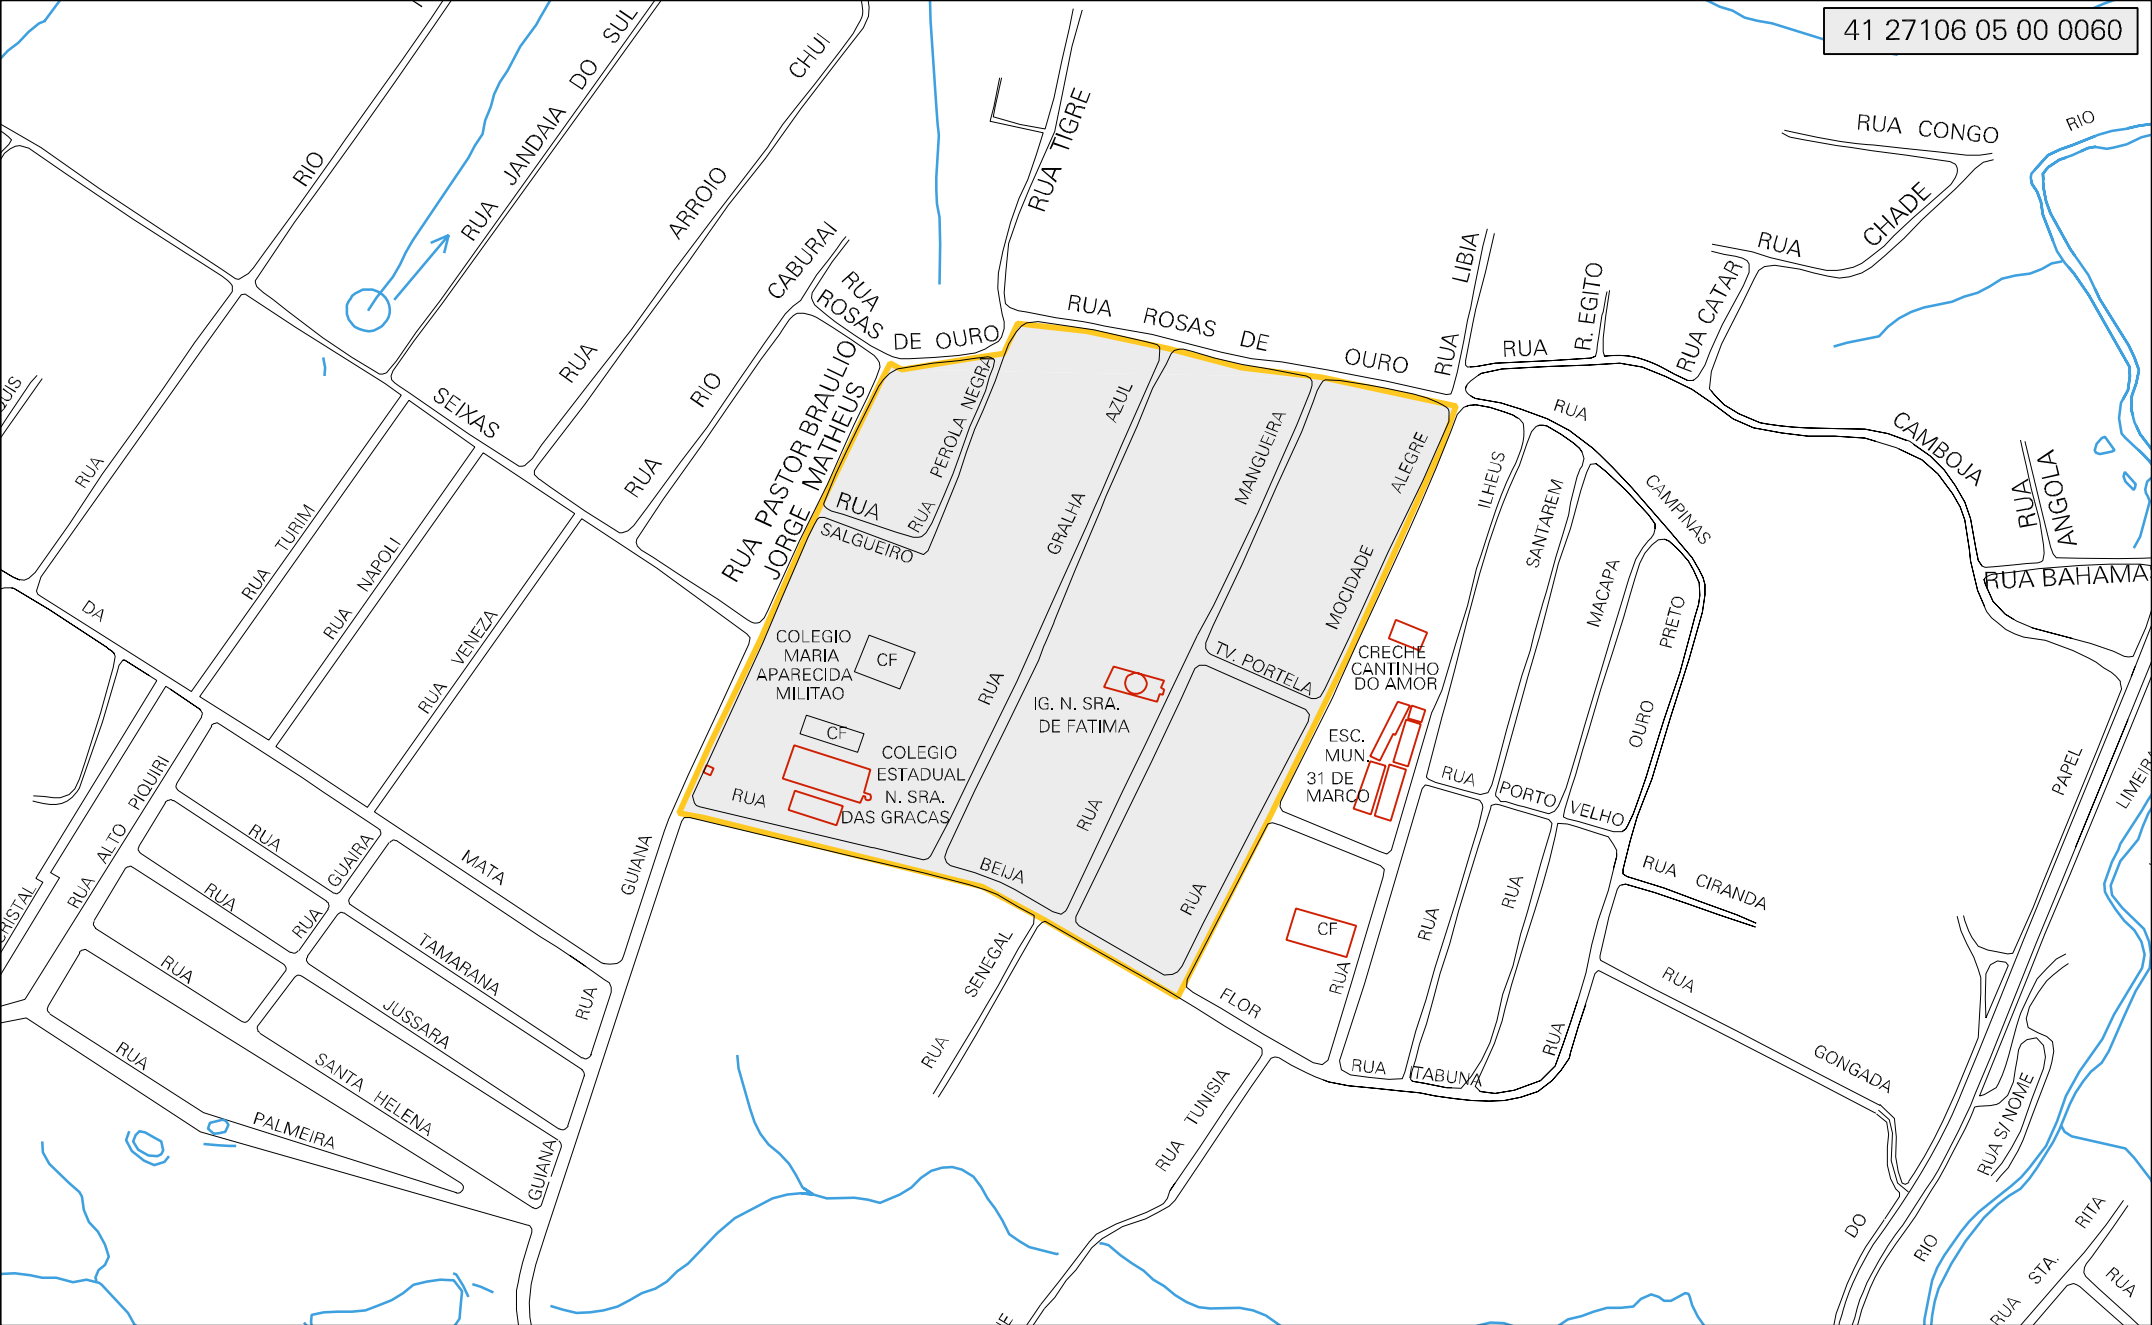 41 27106 05 00 0060
RUA CONGO
RIO
RUA CHADE
RUA CATAR
R. EGITO
RUA LIBIA
RUA CAMBOJA
RUA ANGOLA
RUA BAHAMA
RUA TIGRE
RUA JANDAIA DO SUL
RIO
RUA ARROIO CHUI
RUA RIO CABURAI
RUA ROSAS DE OURO
RUA ROSAS DE OURO
RUA PASTOR BRAULIO
JORGE MATHEUS
SEIXAS
RUA
RUA TURIM
RUA NAPOLI
RUA VENEZA
DA
MATA
RUA PEROLA NEGRA
RUA
SALGUEIRO
RUA GRALHA AZUL
RUA MANGUEIRA
RUA MOCIDADE ALEGRE
TV. PORTELA
COLEGIO
MARIA
APARECIDA
MILITAO
CF
CF
COLEGIO
ESTADUAL
N. SRA.
DAS GRACAS
IG. N. SRA.
DE FATIMA
CRECHE
CANTINHO
DO AMOR
ESC.
MUN.
31 DE
MARCO
CF
RUA BEIJA FLOR
RUA CAMPINAS
RUA ILHEUS
RUA SANTAREM
RUA MACAPA
RUA OURO PRETO
RUA PORTO VELHO
RUA CIRANDA
RUA GONGADA
RUA ITABUNA
RUA SENEGAL
RUA TUNISIA
RUA GUIANA
GUIANA
RUA ALTO PIQUIRI
RUA GUAIRA
RUA TAMARANA
RUA JUSSARA
RUA SANTA HELENA
RUA PALMEIRA
RISTAL
RIO DO PAPEL
LIMEIRA
RUA S/ NOME
RUA STA. RITA
RUA